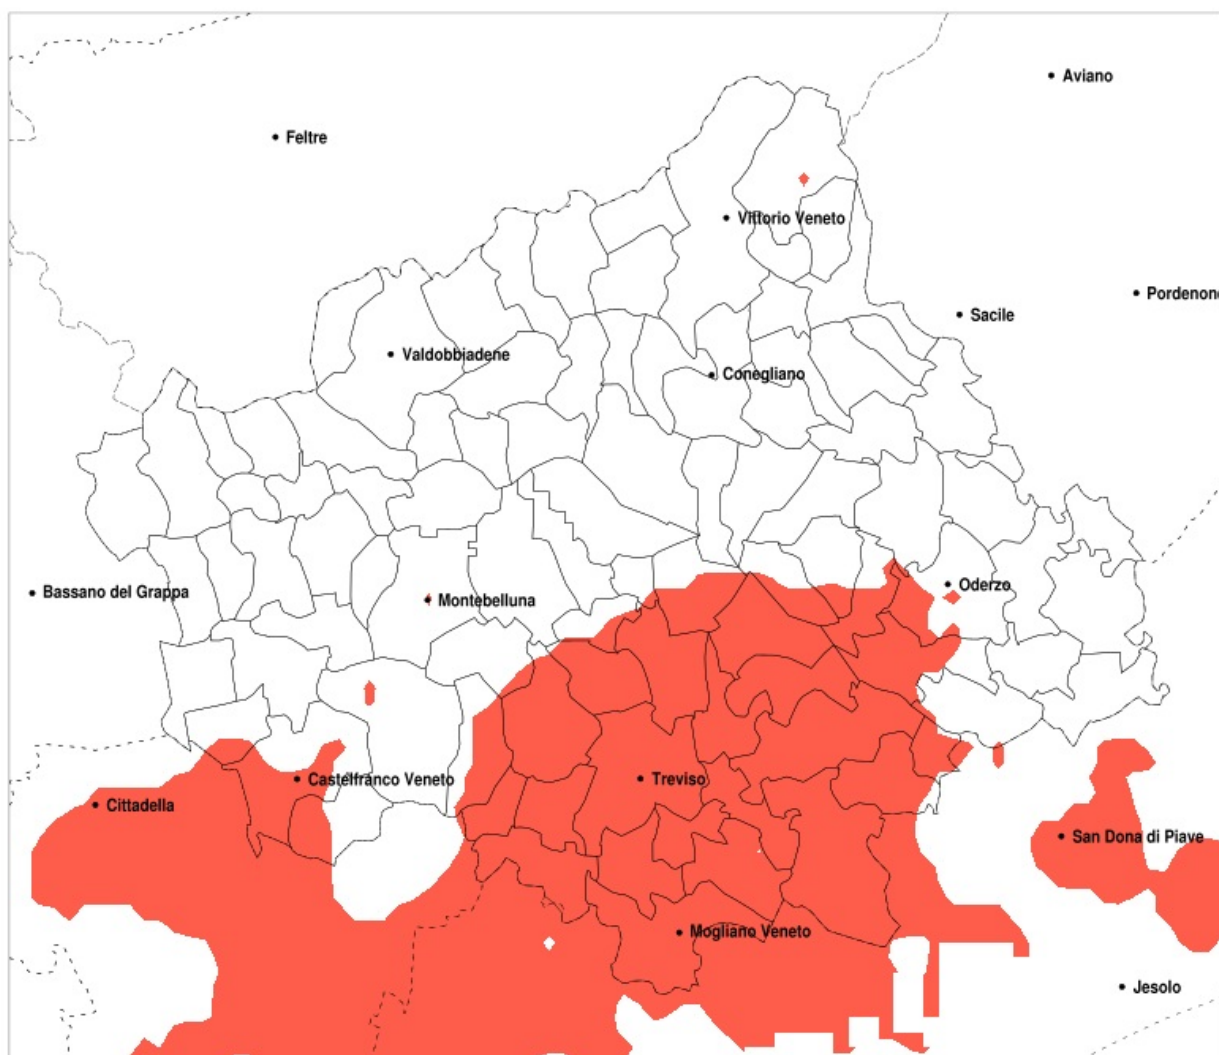 Aviano
Feltre
Vittorio Veneto
Pordenone
Sacile
Valdobbiadene
Conegliano
Oderzo
Bassano del Grappa
Montebelluna
Treviso
Castelfranco Veneto
Cittadella
San Dona di Piave
Mogliano Veneto
Jesolo